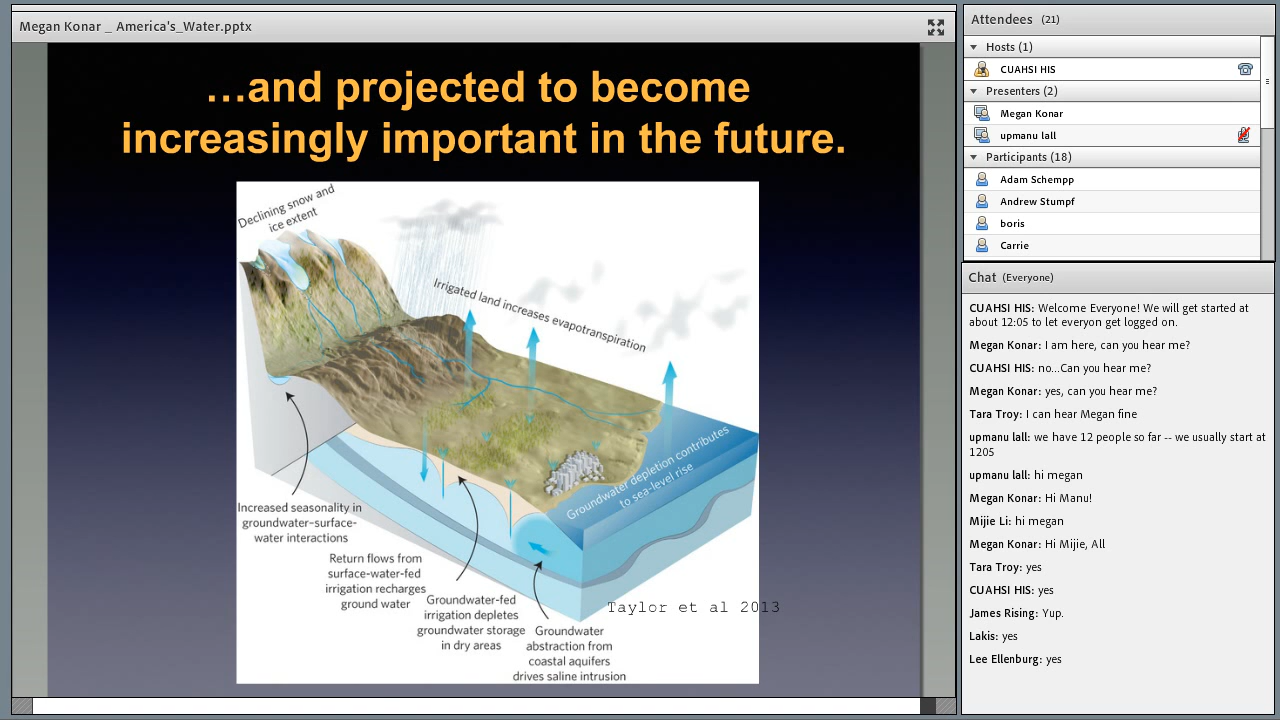 Megan Konar _ America's_Water.pptx
…and projected to become
increasingly important in the future.
Declining snow and
ice extent
Irrigated land increases evapotranspiration
Groundwater depletion contributes
to sea-level rise
Increased seasonality in
groundwater–surface-
water interactions
Return flows from
surface-water-fed
irrigation recharges
ground water
Groundwater-fed
irrigation depletes
groundwater storage
in dry areas
Groundwater
abstraction from
coastal aquifers
drives saline intrusion
Taylor et al 2013
Attendees (21)
Hosts (1)
CUAHSI HIS
Presenters (2)
Megan Konar
upmanu lall
Participants (18)
Adam Schempp
Andrew Stumpf
boris
Carrie
Chat (Everyone)
CUAHSI HIS: Welcome Everyone! We will get started at
about 12:05 to let everyon get logged on.
Megan Konar: I am here, can you hear me?
CUAHSI HIS: no...Can you hear me?
Megan Konar: yes, can you hear me?
Tara Troy: I can hear Megan fine
upmanu lall: we have 12 people so far -- we usually start at
1205
upmanu lall: hi megan
Megan Konar: Hi Manu!
Mijie Li: hi megan
Megan Konar: Hi Mijie, All
Tara Troy: yes
CUAHSI HIS: yes
James Rising: Yup.
Lakis: yes
Lee Ellenburg: yes